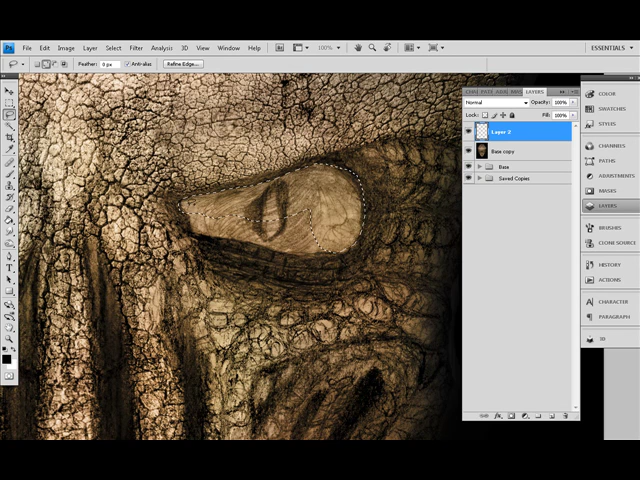 Ps File Edit Image Layer Select Filter Analysis 3D View Window Help Br 100% ESSENTIALS
Feather: 0 px Anti-alias Refine Edge...
LAYERS
Normal Opacity: 100%
Lock: Fill: 100%
Layer 2
Base copy
Base
Saved Copies
fx
COLOR
SWATCHES
STYLES
CHANNELS
PATHS
ADJUSTMENTS
MASKS
LAYERS
BRUSHES
CLONE SOURCE
HISTORY
ACTIONS
CHARACTER
PARAGRAPH
3D